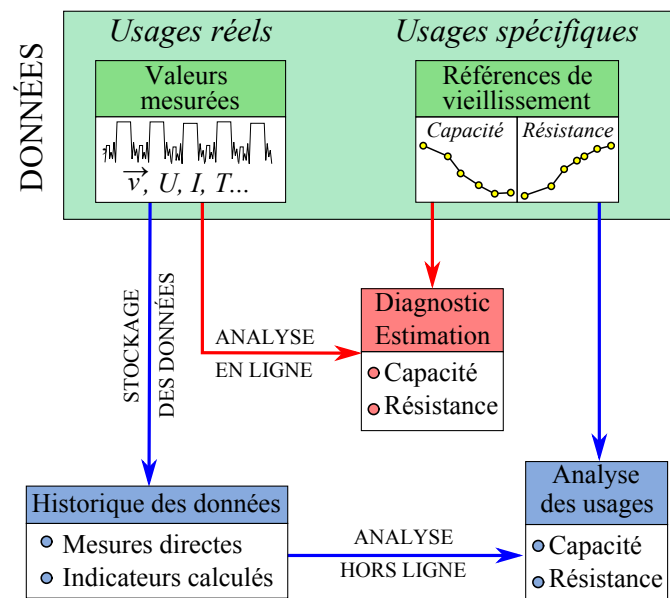 DONNÉES
Usages réels
Usages spécifiques
Valeurs
mesurées
v, U, I, T...
Références de
vieillissement
Capacité
Résistance
STOCKAGE
DES DONNÉES
ANALYSE
EN LIGNE
Diagnostic
Estimation
Capacité
Résistance
Historique des données
Mesures directes
Indicateurs calculés
ANALYSE
HORS LIGNE
Analyse
des usages
Capacité
Résistance